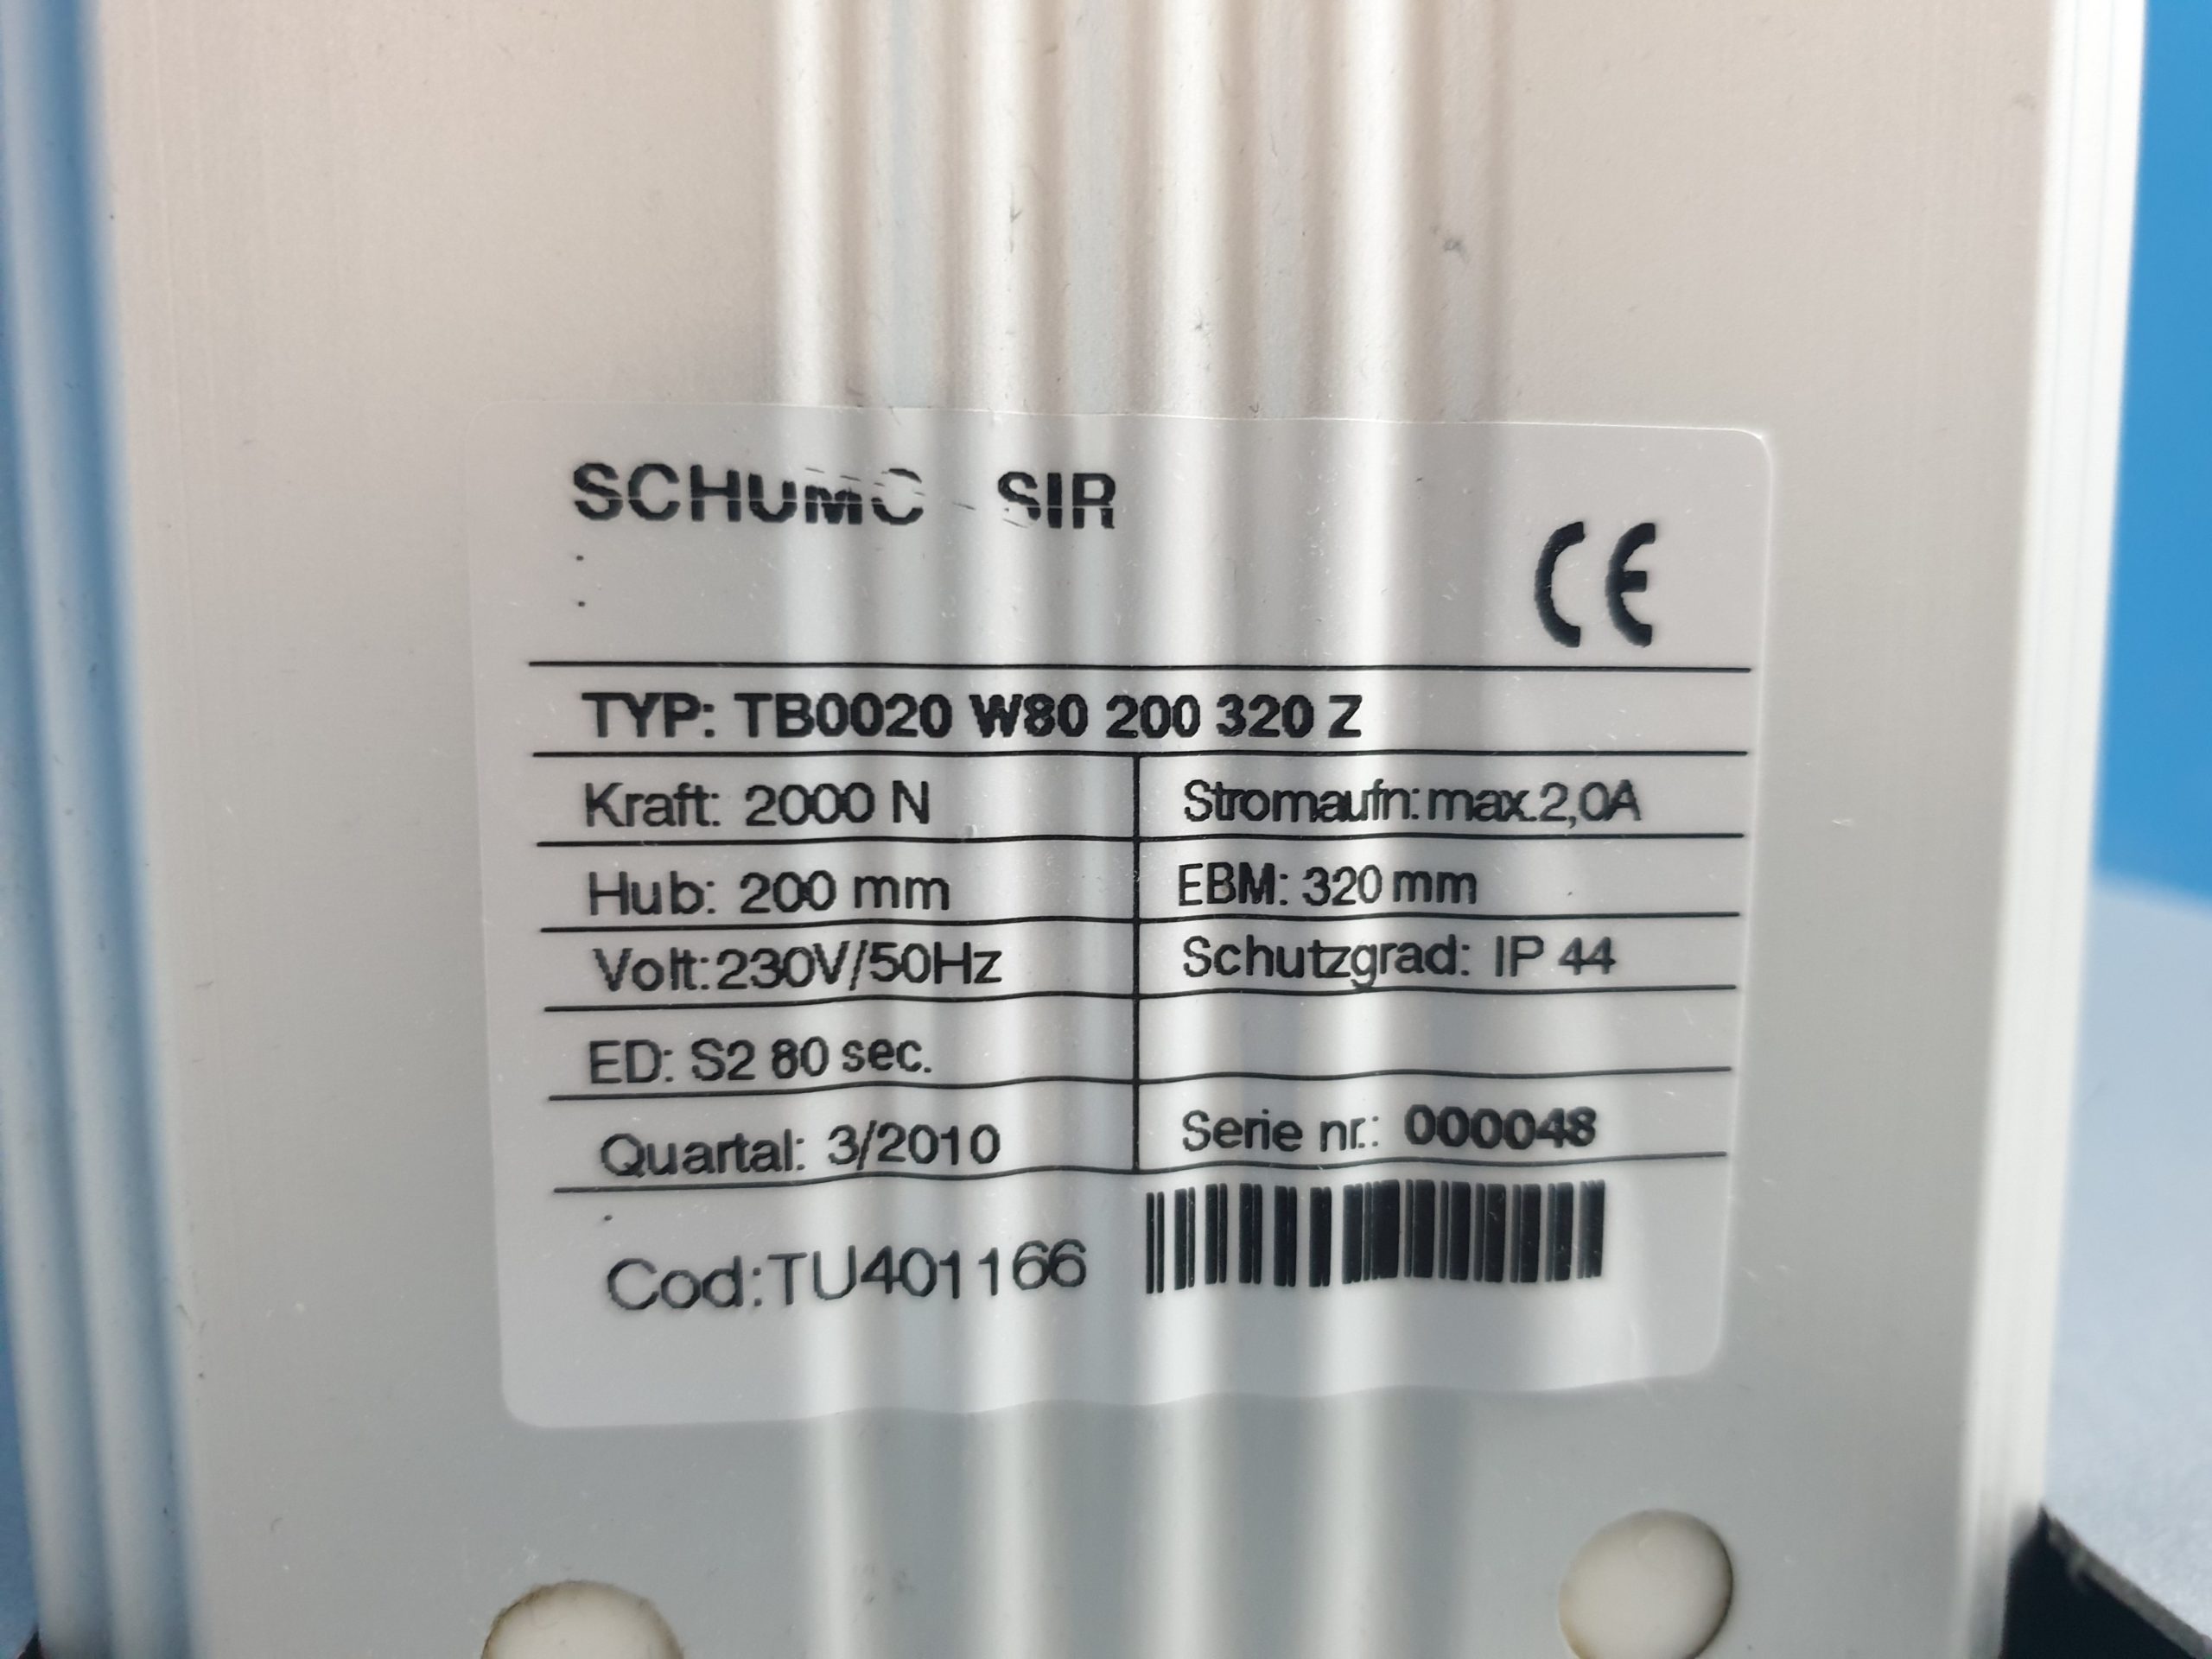 SIR
CE
TYP: TB0020 W80 200 320 Z
Kraft: 2000 N Stromaufn: max.2,0A
Hub: 200 mm EBM: 320 mm
Volt:230V/50Hz Schutzgrad: IP 44
ED: S2 80 sec.
Quartal: 3/2010 Serie nr.: 000048
Cod:TU401166